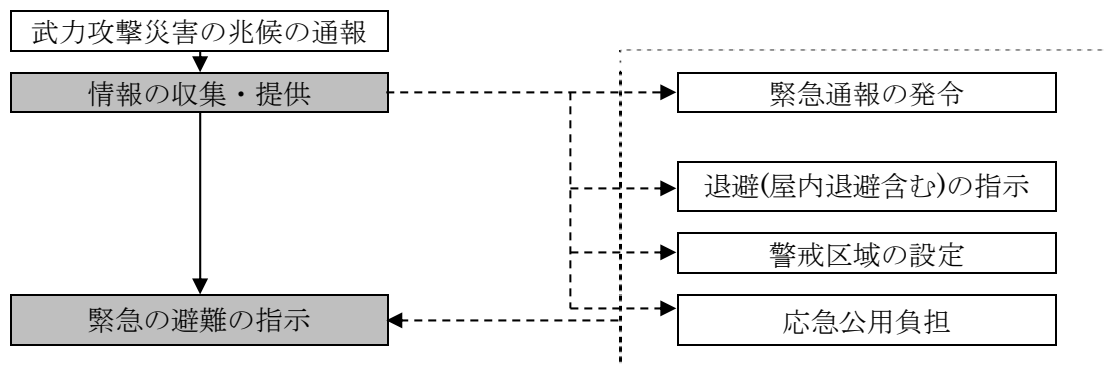 武力攻撃災害の兆候の通報
情報の収集・提供
緊急通報の発令
退避(屋内退避含む)の指示
警戒区域の設定
緊急の避難の指示
応急公用負担